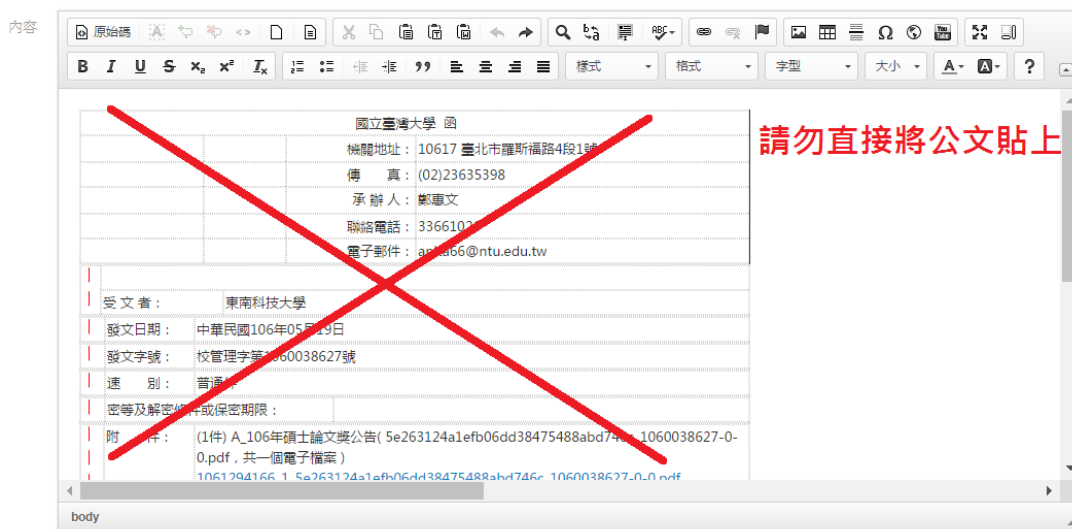 內容
原始碼
樣式 格式 字型 大小
國立臺灣大學 函
請勿直接將公文貼上
機關地址： 10617 臺北市羅斯福路4段1號
傳 真： (02)23635398
承 辦 人： 鄭惠文
聯絡電話：
電子郵件： @ntu.edu.tw
受 文 者： 東南科技大學
發文日期： 中華民國106年05月19日
發文字號： 校管理字第1060038627號
速 別： 普通件
密等及解密條件或保密期限：
附 件： (1件) A_106年碩士論文獎公告( 5e263124a1efb06dd38475488abd746c_1060038627-0-
0.pdf，共一個電子檔案 )
1061294166_1_5e263124a1efb06dd38475488abd746c_1060038627-0-0.pdf
body